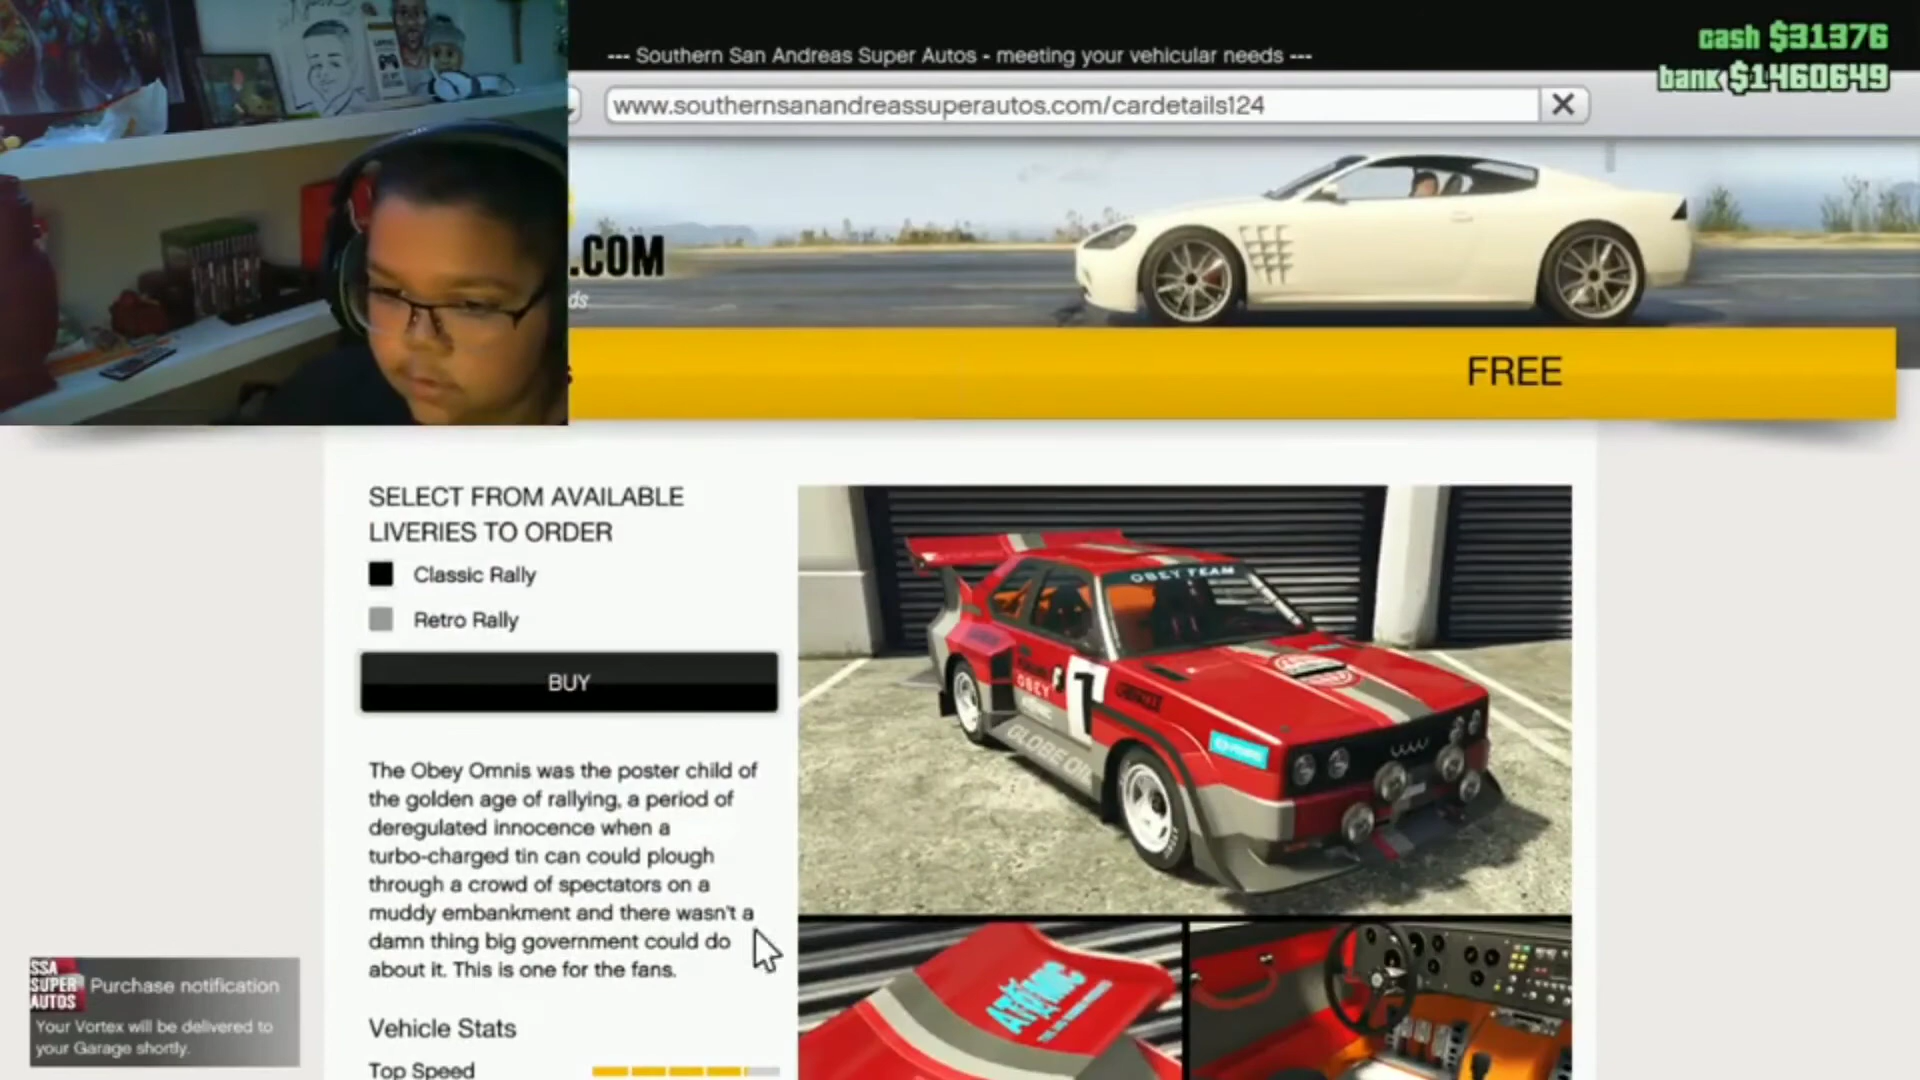 --- Southern San Andreas Super Autos - meeting your vehicular needs ---
cash $31376
bank $1460649
www.southernsanandreassuperautos.com/cardetails124
.COM
ds
s
FREE
SELECT FROM AVAILABLE
LIVERIES TO ORDER
Classic Rally
Retro Rally
BUY
The Obey Omnis was the poster child of
the golden age of rallying, a period of
deregulated innocence when a
turbo-charged tin can could plough
through a crowd of spectators on a
muddy embankment and there wasn't a
damn thing big government could do
about it. This is one for the fans.
Vehicle Stats
Top Speed
OBEY TEAM
OBEY
1
GLOBE OIL
ATOMIC
SSA
SUPER
AUTOS
Purchase notification
Your Vortex will be delivered to
your Garage shortly.